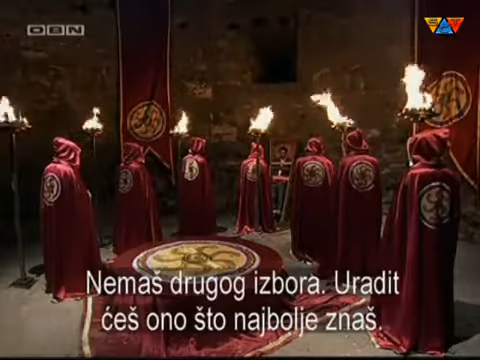 OBN
Nemaš drugog izbora. Uradit
ćeš ono što najbolje znaš.